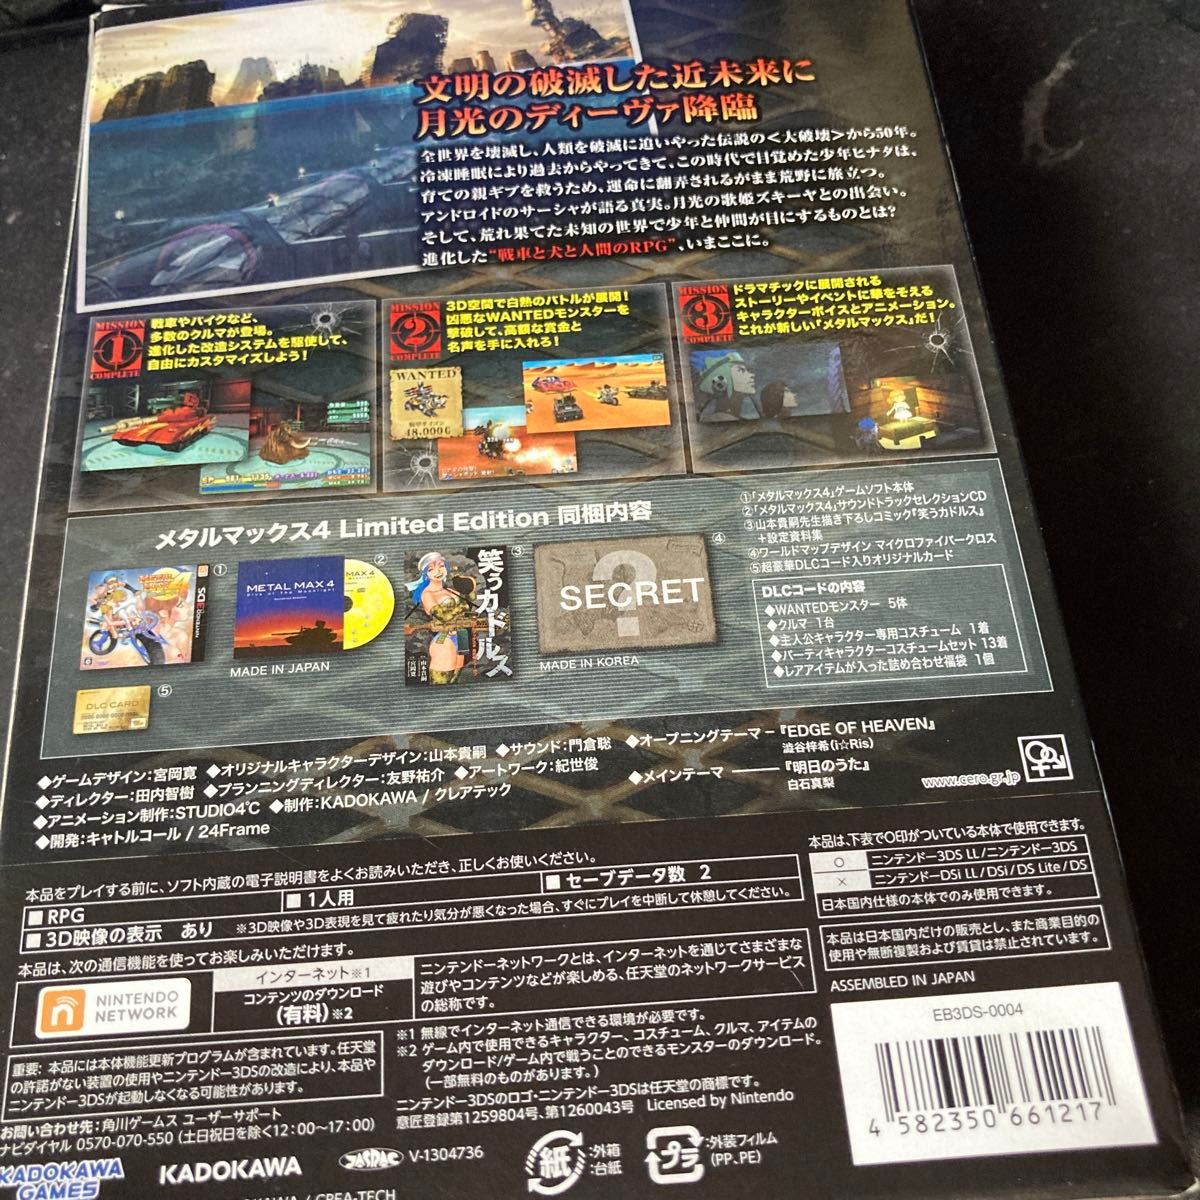 文明の破滅した近未来に
月光のディーヴァ降臨
全世界を壊滅し、人類を破滅に追いやった伝説の＜大破壊＞から50年。
冷凍睡眠により過去からやってきて、この時代で目覚めた少年ヒナタは、
育ての親ギブを救うため、運命に翻弄されるがまま荒野に旅立つ。
アンドロイドのサーシャが語る真実。月光の歌姫ズキーヤとの出会い。
そして、荒れ果てた未知の世界で少年と仲間が目にするものとは?
進化した“戦車と犬と人間のRPG”、いまここに。
MISSION
1
COMPLETE
戦車やバイクなど、
多数のクルマが登場。
進化した改造システムを駆使して、
自由にカスタマイズしよう!
MISSION
2
COMPLETE
3D空間で白熱のバトルが展開!
凶悪なWANTEDモンスターを
撃破して、高額な賞金と
名声を手に入れろ!
WANTED
48,000G
MISSION
3
COMPLETE
ドラマチックに展開される
ストーリーやイベントに華をそえる
キャラクターボイスとアニメーション。
これが新しい『メタルマックス』だ!
メタルマックス4 Limited Edition 同梱内容
①『メタルマックス4』ゲームソフト本体
②『メタルマックス4』サウンドトラックセレクションCD
③山本貴嗣先生描き下ろしコミック『笑うカドルス』
+設定資料集
④ワールドマップデザイン マイクロファイバークロス
⑤超豪華DLCコード入りオリジナルカード
①
NINTENDO 3DS
②
METAL MAX 4
MADE IN JAPAN
③
笑うカドルス
山本貴嗣
宮岡寛
④
SECRET
?
MADE IN KOREA
⑤
DLC CARD
DLCコードの内容
◆WANTEDモンスター 5体
◆クルマ 1台
◆主人公キャラクター専用コスチューム 1着
◆パーティキャラクターコスチュームセット 13着
◆レアアイテムが入った詰め合わせ福袋 1個
◆ゲームデザイン:宮岡寛 ◆オリジナルキャラクターデザイン:山本貴嗣 ◆サウンド:門倉聡
◆ディレクター:田内智樹 ◆プランニングディレクター:友野祐介 ◆アートワーク:紀世俊
◆アニメーション制作:STUDIO4℃ ◆制作:KADOKAWA / クレアテック
◆開発:キャトルコール / 24Frame
◆オープニングテーマ-『EDGE OF HEAVEN』
澁谷梓希(i☆Ris)
◆メインテーマ――『明日のうた』
白石真梨
www.cero.gr.jp
本品をプレイする前に、ソフト内蔵の電子説明書をよくお読みいただき、正しくお使いください。
■RPG
■1人用
■セーブデータ数 2
■3D映像の表示 あり ※3D映像や3D表現を見て疲れたり気分が悪くなった場合、すぐにプレイを中断して休憩してください。
本品は、次の通信機能を使ってお楽しみいただけます。
NINTENDO
NETWORK
インターネット※1
コンテンツのダウンロード
(有料)※2
ニンテンドーネットワークとは、インターネットを通じてさまざまな
遊びやコンテンツなどが楽しめる、任天堂のネットワークサービス
の総称です。
※1 無線でインターネット通信できる環境が必要です。
※2 ゲーム内で使用できるキャラクター、コスチューム、クルマ、アイテムの
ダウンロード/ゲーム内で戦うことのできるモンスターのダウンロード。
(一部無料のものがあります。)
ニンテンドー3DSのロゴ・ニンテンドー3DSは任天堂の商標です。
意匠登録第1259804号、第1260043号 Licensed by Nintendo
重要: 本品には本体機能更新プログラムが含まれています。任天堂
の許諾がない装置の使用やニンテンドー3DSの改造により、本品や
ニンテンドー3DSが起動しなくなる可能性があります。
お問い合わせ先: 角川ゲームス ユーザーサポート
ナビダイヤル 0570-070-550 (土日祝日を除く12:00〜17:00)
本品は、下表で〇印がついている本体で使用できます。
〇 ニンテンドー3DS LL/ニンテンドー3DS
× ニンテンドーDSi LL/DSi/DS Lite/DS
日本国内仕様の本体でのみ使用できます。
本品は日本国内だけの販売とし、また商業目的の
使用や無断複製および賃貸は禁止されています。
ASSEMBLED IN JAPAN
EB3DS-0004
4 582350 661217
KADOKAWA
GAMES
KADOKAWA
JASRAC
V-1304736
紙
:外箱
:台紙
プラ
:外装フィルム
(PP、PE)
KADOKAWA / CREA-TECH